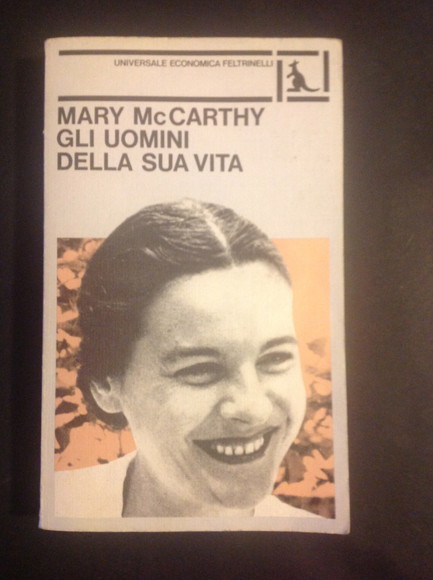 UNIVERSALE ECONOMICA FELTRINELLI
MARY McCARTHY
GLI UOMINI
DELLA SUA VITA